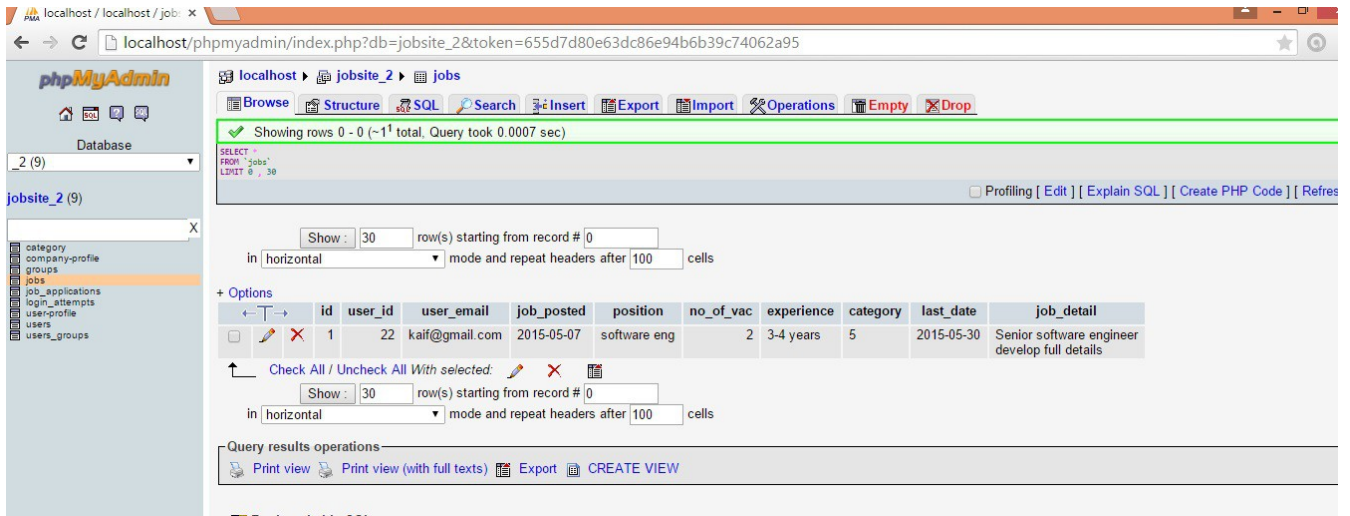 localhost / localhost / job
localhost/phpmyadmin/index.php?db=jobsite_2&token=655d7d80e63dc86e94b6b39c74062a95
phpMyAdmin
Database
_2 (9)
jobsite_2 (9)
X
category
company-profile
groups
jobs
job_applications
login_attempts
user-profile
users
users_groups
localhost jobsite_2 jobs
Browse Structure SQL Search Insert Export Import Operations Empty Drop
Showing rows 0 - 0 (~1¹ total, Query took 0.0007 sec)
SELECT *
FROM `jobs`
LIMIT 0 , 30
Profiling [ Edit ] [ Explain SQL ] [ Create PHP Code ] [ Refres
Show : 30 row(s) starting from record # 0
in horizontal mode and repeat headers after 100 cells
+ Options
←T→ id user_id user_email job_posted position no_of_vac experience category last_date job_detail
1 22 kaif@gmail.com 2015-05-07 software eng 2 3-4 years 5 2015-05-30 Senior software engineer
develop full details
Check All / Uncheck All With selected:
Show : 30 row(s) starting from record # 0
in horizontal mode and repeat headers after 100 cells
Query results operations
Print view Print view (with full texts) Export CREATE VIEW